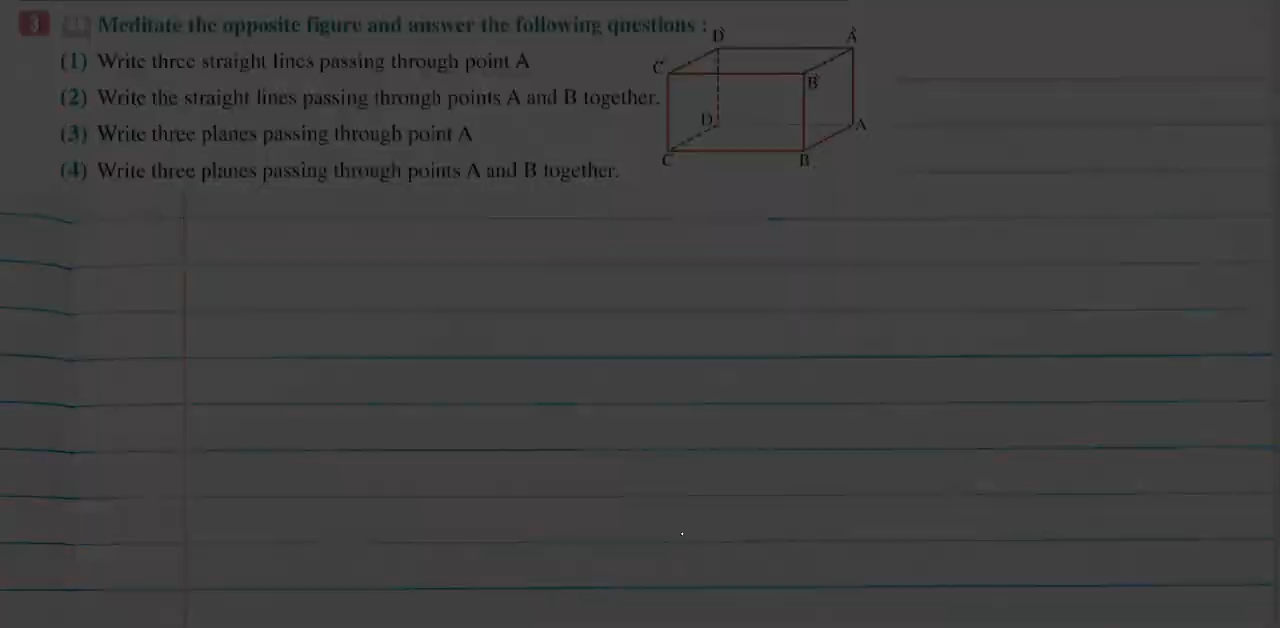 3 Meditate the opposite figure and answer the following questions :
(1) Write three straight lines passing through point A
(2) Write the straight lines passing through points A and B together.
(3) Write three planes passing through point A
(4) Write three planes passing through points A and B together.
D́ Á
Ć B́
D A
C B